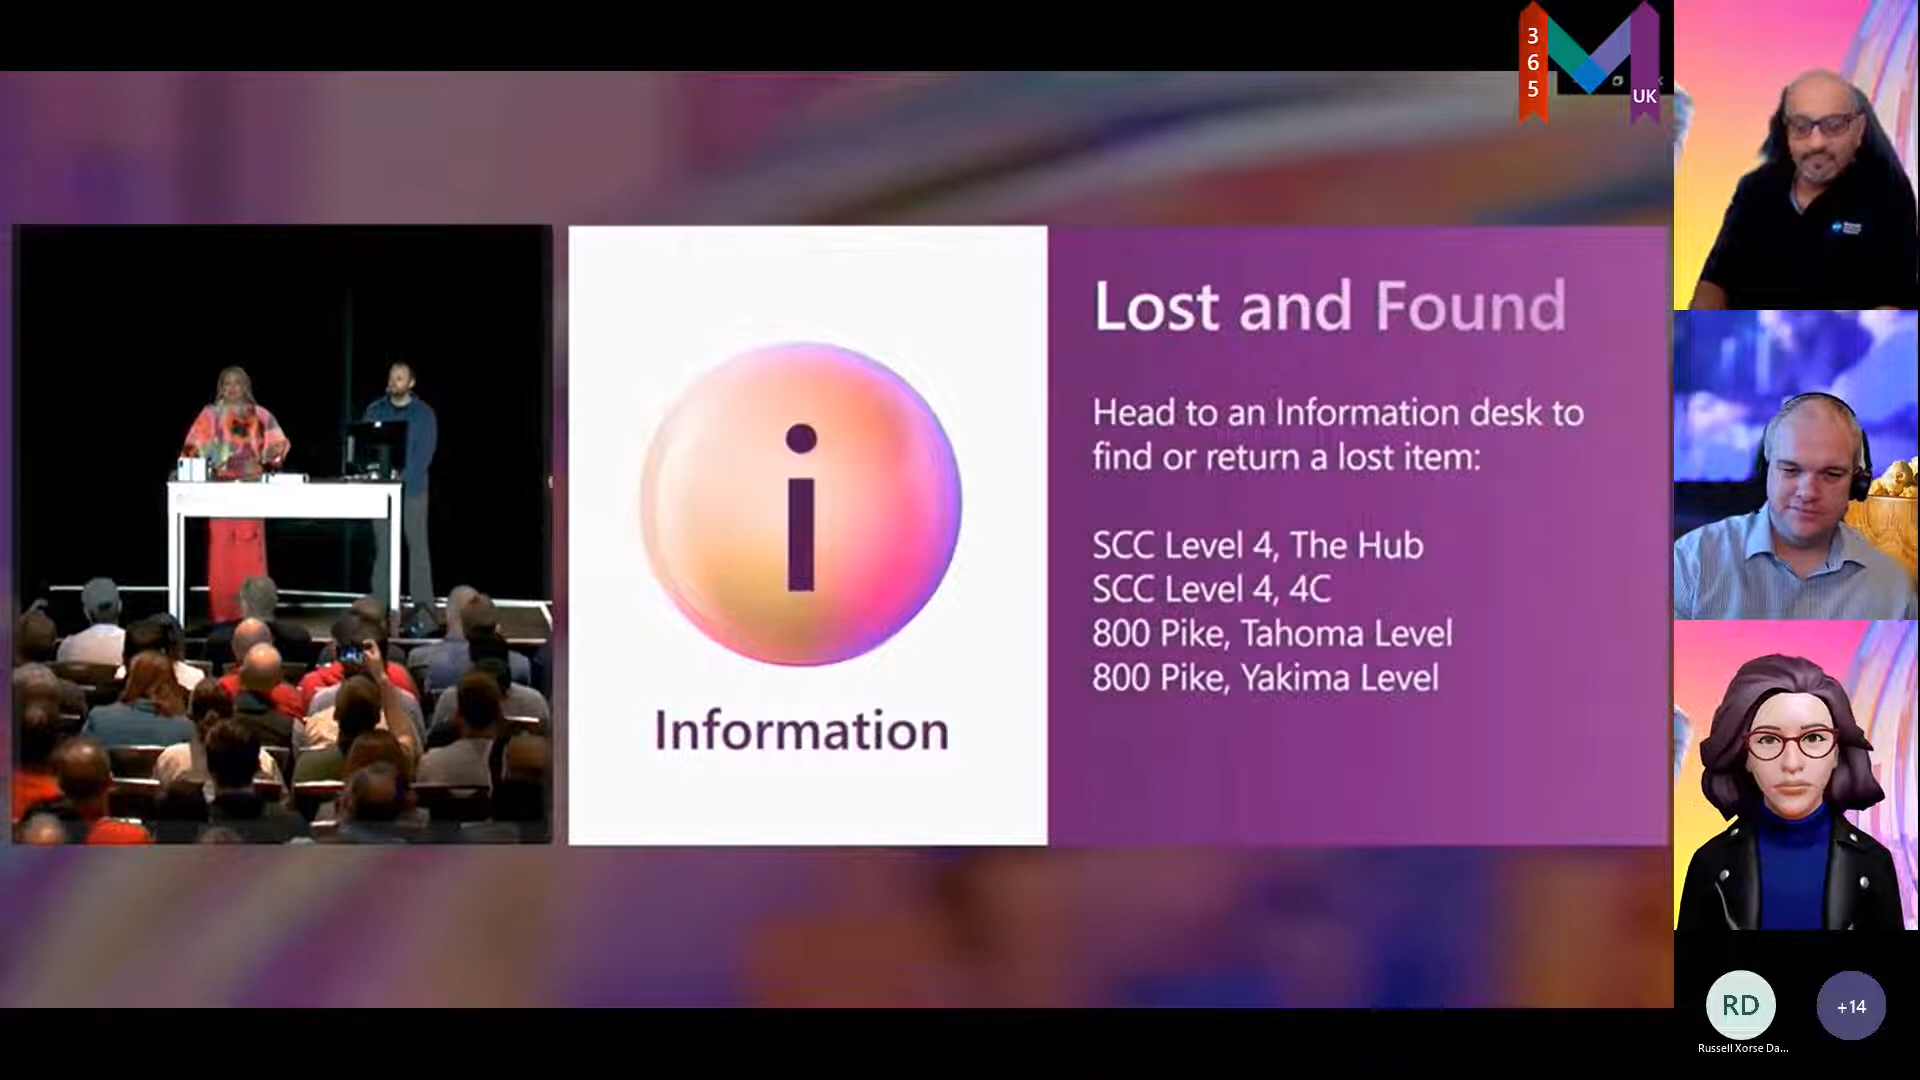 3
6
5
UK
Lost and Found
Head to an Information desk to
find or return a lost item:
SCC Level 4, The Hub
SCC Level 4, 4C
800 Pike, Tahoma Level
800 Pike, Yakima Level
i
Information
RD
+14
Russell Xorse Da...